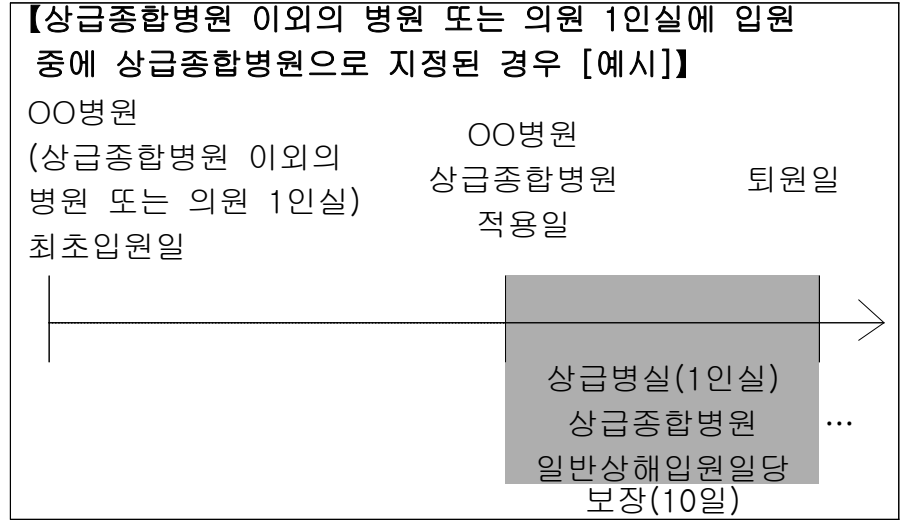 【상급종합병원 이외의 병원 또는 의원 1인실에 입원
중에 상급종합병원으로 지정된 경우 [예시]】
OO병원
(상급종합병원 이외의
병원 또는 의원 1인실)
최초입원일
OO병원
상급종합병원
적용일
퇴원일
상급병실(1인실)
상급종합병원
일반상해입원일당
보장(10일)
…